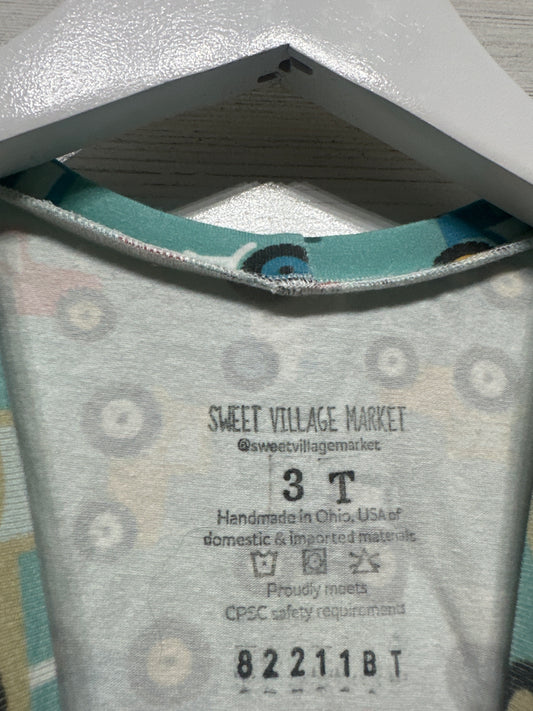 SWEET VILLAGE MARKET
@sweetvillagemarket
3 T
Handmade in Ohio, USA of
domestic & imported materials
Proudly meets
CPSC safety requirements
82211BT